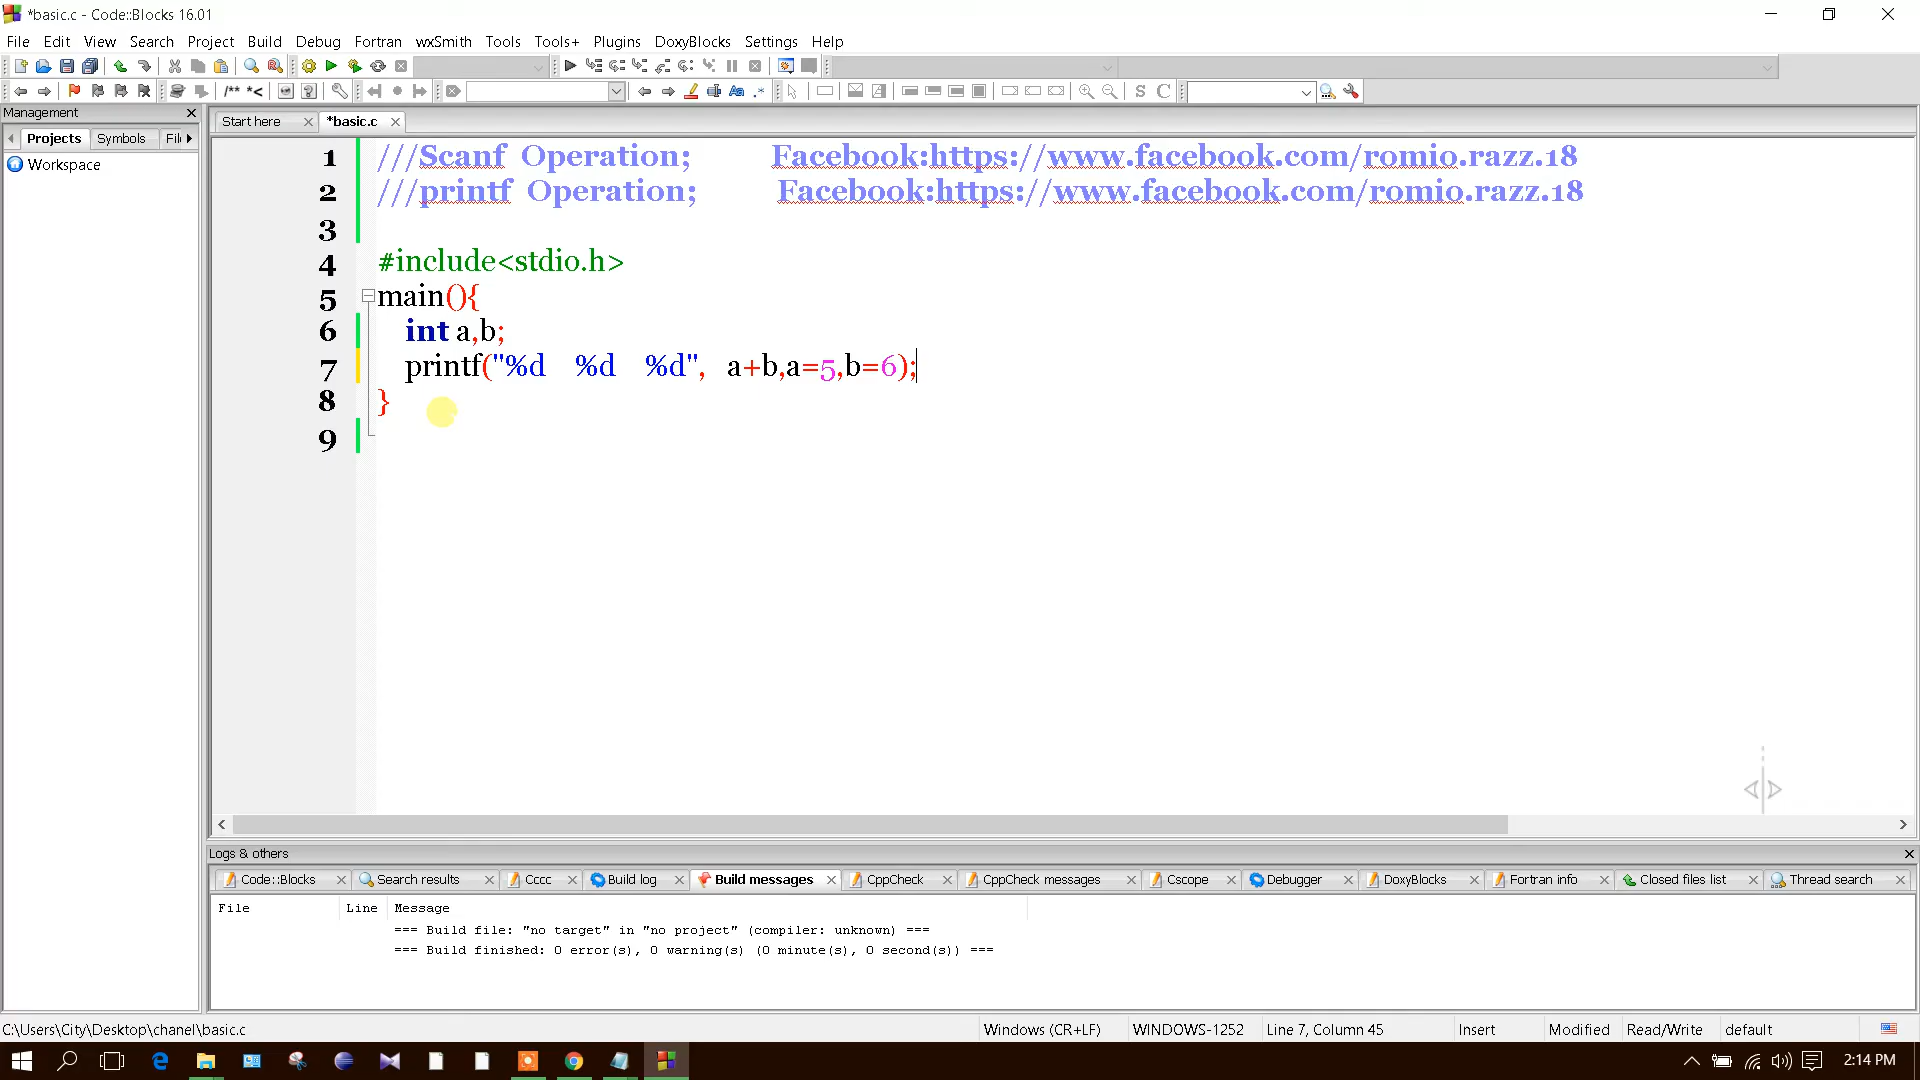 *basic.c - Code::Blocks 16.01
File Edit View Search Project Build Debug Fortran wxSmith Tools Tools+ Plugins DoxyBlocks Settings Help
/** *<
Aa .*
S C
Management
Start here *basic.c
Projects Symbols Fil
Workspace
1 ///Scanf Operation; Facebook:https://www.facebook.com/romio.razz.18
2 ///printf Operation; Facebook:https://www.facebook.com/romio.razz.18
3
4 #include<stdio.h>
5 main(){
6 int a,b;
7 printf("%d %d %d", a+b,a=5,b=6);
8 }
9
Logs & others
Code::Blocks Search results Cccc Build log Build messages CppCheck CppCheck messages Cscope Debugger DoxyBlocks Fortran info Closed files list Thread search
File Line Message
=== Build file: "no target" in "no project" (compiler: unknown) ===
=== Build finished: 0 error(s), 0 warning(s) (0 minute(s), 0 second(s)) ===
C:\Users\City\Desktop\chanel\basic.c Windows (CR+LF) WINDOWS-1252 Line 7, Column 45 Insert Modified Read/Write default
2:14 PM